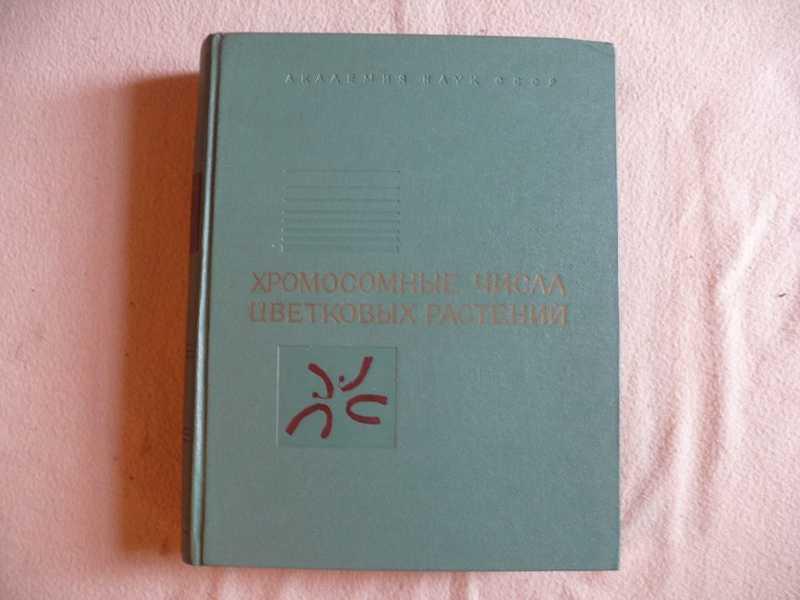 АКАДЕМИЯ НАУК СССР
ХРОМОСОМНЫЕ ЧИСЛА
ЦВЕТКОВЫХ РАСТЕНИЙ